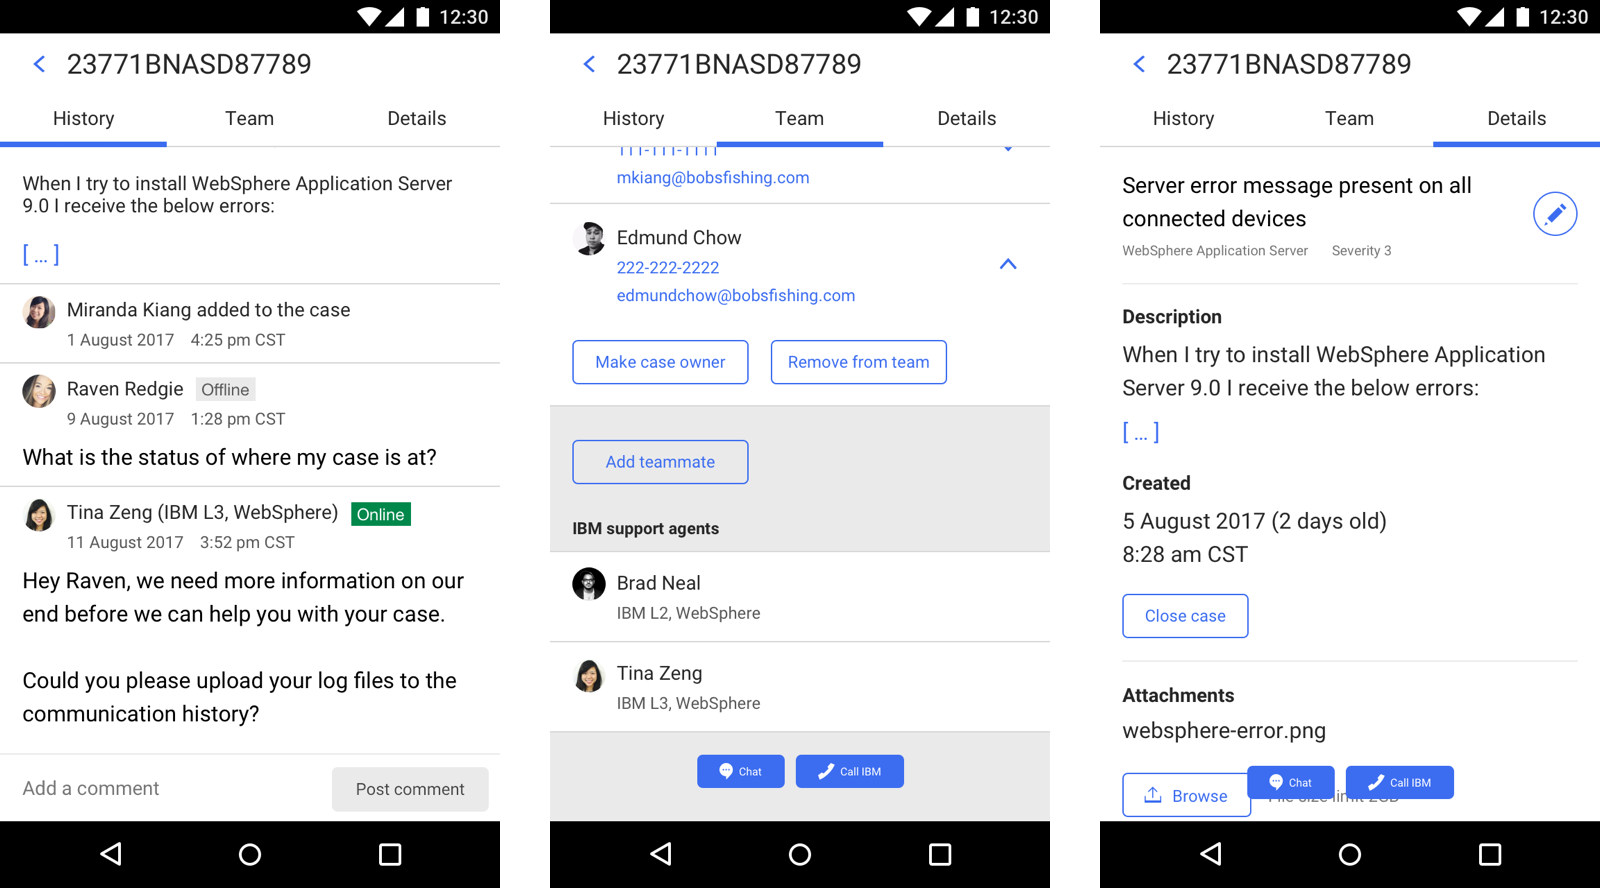 12:30
23771BNASD87789
History
Team
Details
When I try to install WebSphere Application Server
9.0 I receive the below errors:
[ ... ]
Miranda Kiang added to the case
1 August 2017 4:25 pm CST
Raven Redgie Offline
9 August 2017 1:28 pm CST
What is the status of where my case is at?
Tina Zeng (IBM L3, WebSphere) Online
11 August 2017 3:52 pm CST
Hey Raven, we need more information on our
end before we can help you with your case.
Could you please upload your log files to the
communication history?
Add a comment
Post comment
12:30
23771BNASD87789
History
Team
Details
111-111-1111
mkiang@bobsfishing.com
Edmund Chow
222-222-2222
edmundchow@bobsfishing.com
Make case owner
Remove from team
Add teammate
IBM support agents
Brad Neal
IBM L2, WebSphere
Tina Zeng
IBM L3, WebSphere
Chat
Call IBM
12:30
23771BNASD87789
History
Team
Details
Server error message present on all
connected devices
WebSphere Application Server Severity 3
Description
When I try to install WebSphere Application
Server 9.0 I receive the below errors:
[ ... ]
Created
5 August 2017 (2 days old)
8:28 am CST
Close case
Attachments
websphere-error.png
Chat
Call IBM
Browse
File size limit 2GB